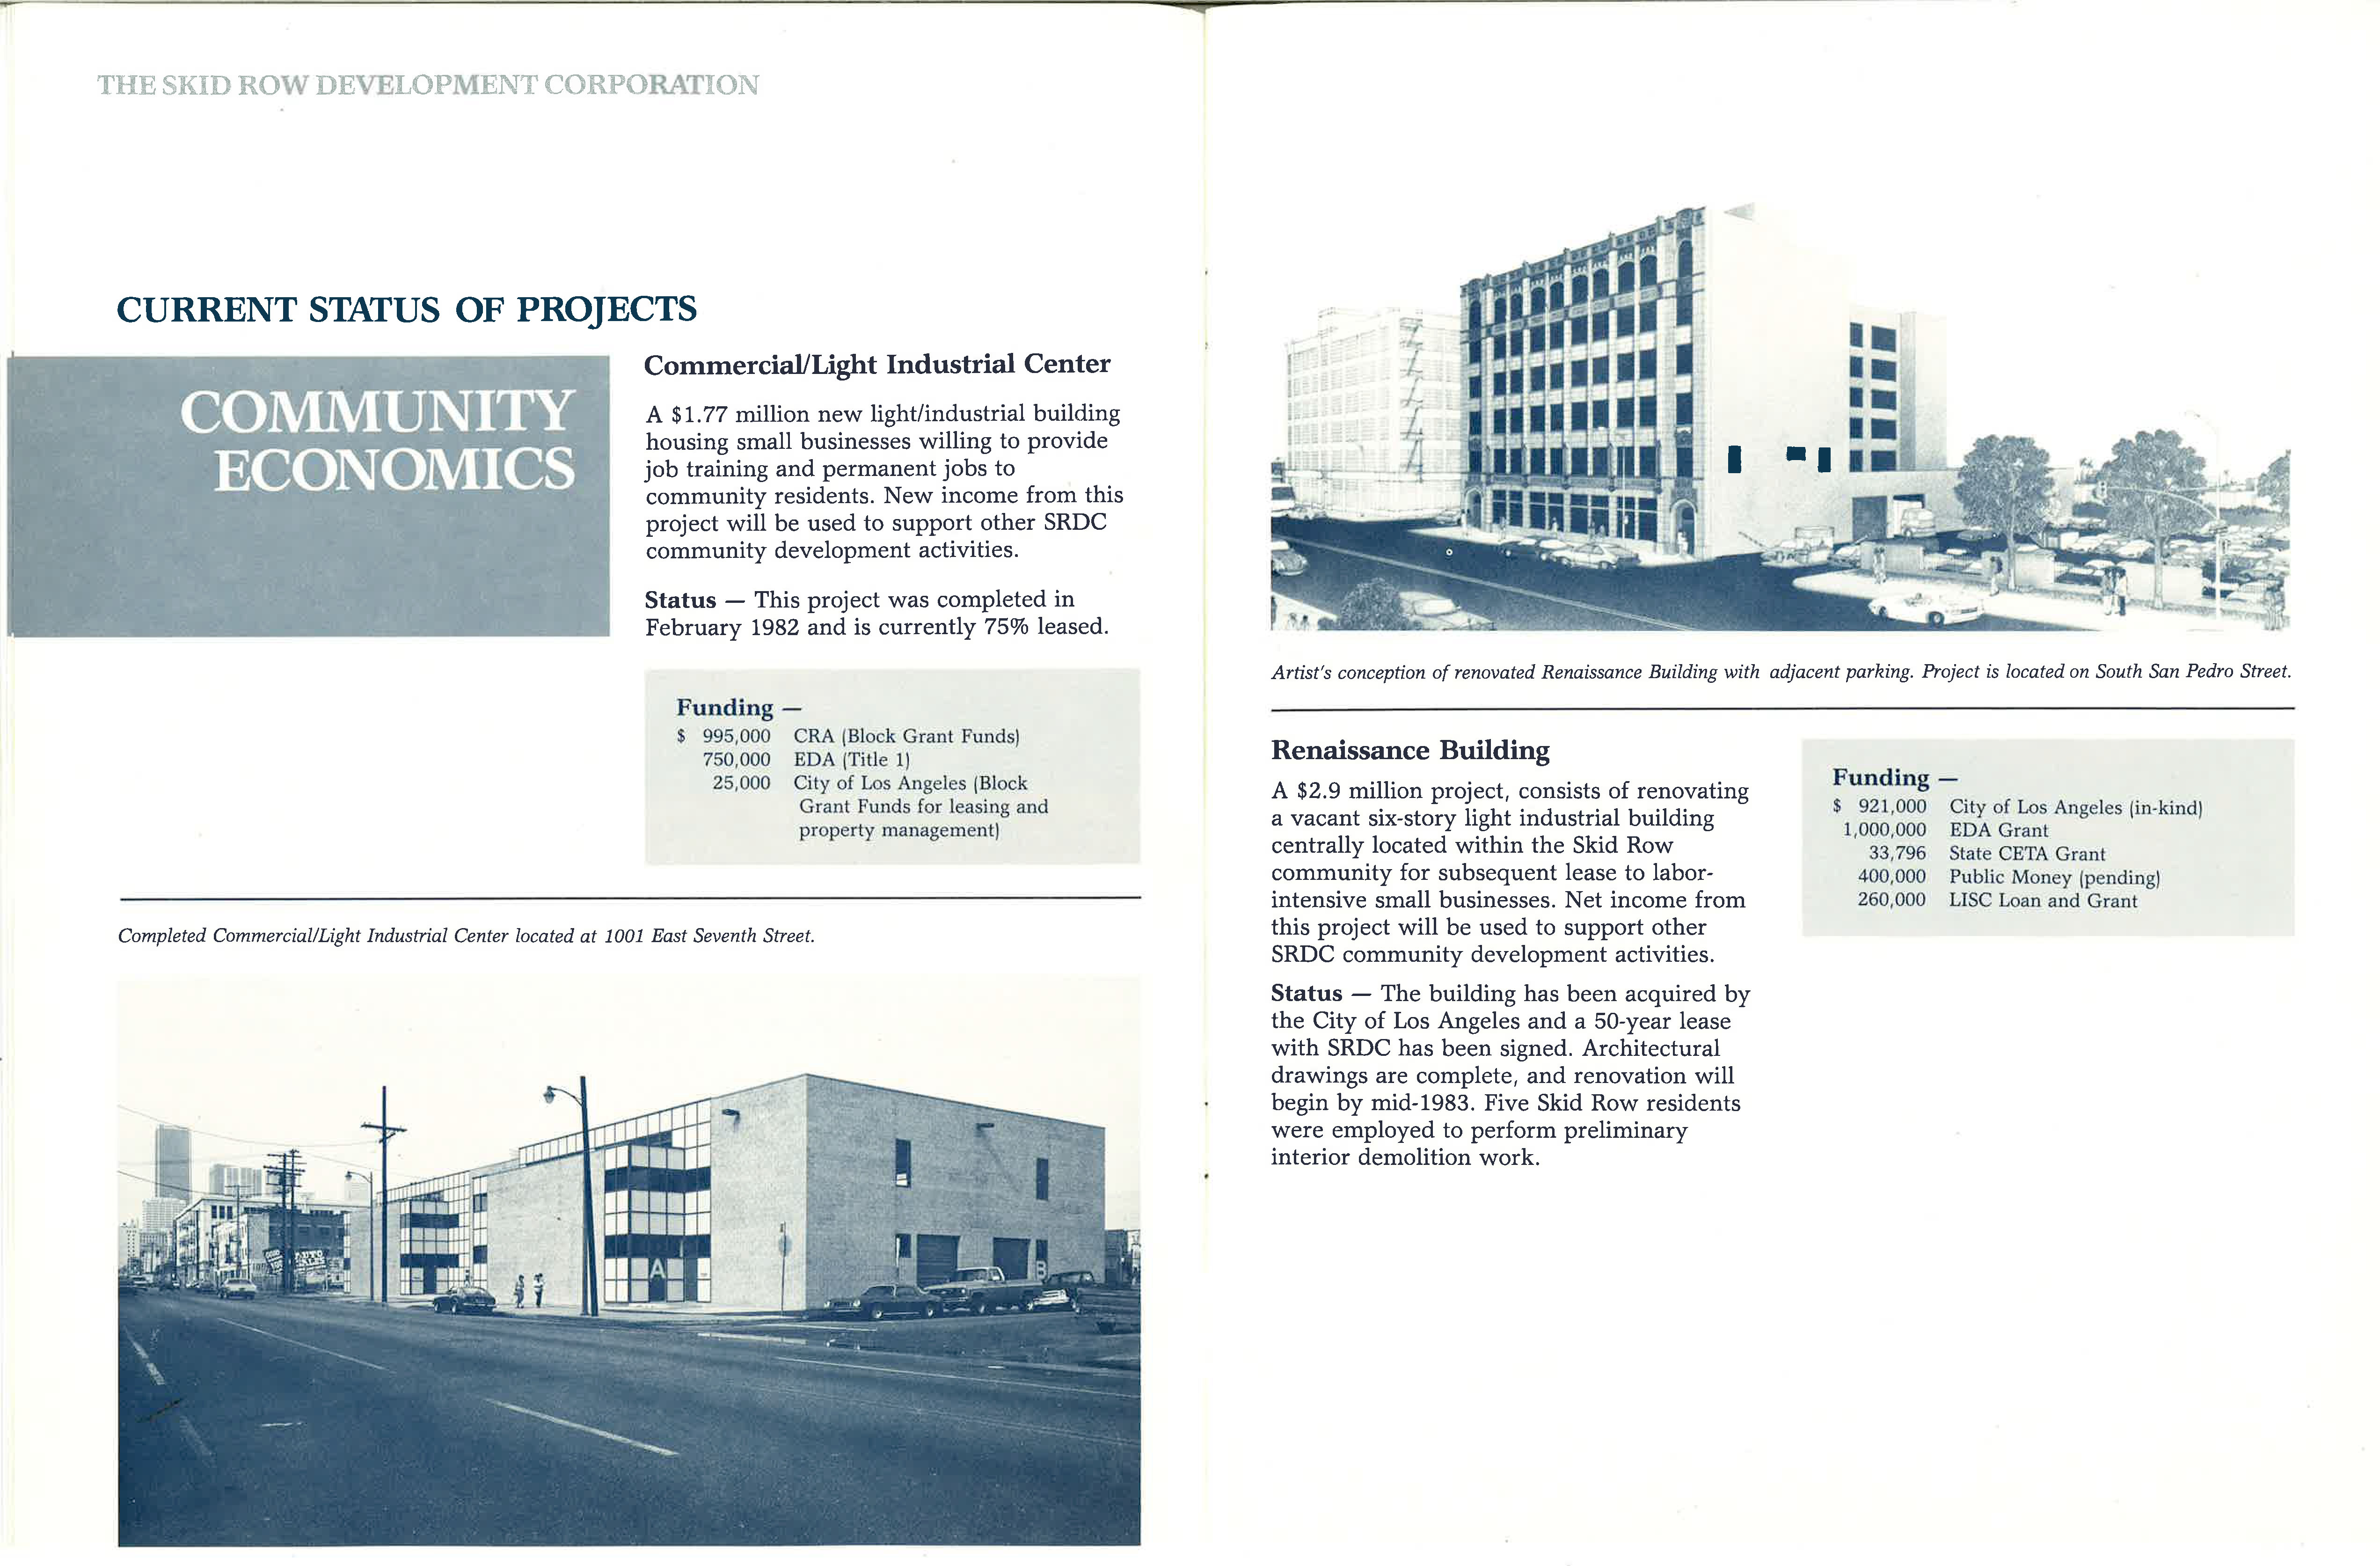 THE SKID ROW DEVELOPMENT CORPORATION
CURRENT STATUS OF PROJECTS
COMMUNITY
ECONOMICS
Commercial/Light Industrial Center
A $1.77 million new light/industrial building
housing small businesses willing to provide
job training and permanent jobs to
community residents. New income from this
project will be used to support other SRDC
community development activities.
Status — This project was completed in
February 1982 and is currently 75% leased.
Funding —
$ 995,000 CRA (Block Grant Funds)
750,000 EDA (Title 1)
25,000 City of Los Angeles (Block
Grant Funds for leasing and
property management)
Completed Commercial/Light Industrial Center located at 1001 East Seventh Street.
AUTO
A
B
Artist's conception of renovated Renaissance Building with adjacent parking. Project is located on South San Pedro Street.
Renaissance Building
A $2.9 million project, consists of renovating
a vacant six-story light industrial building
centrally located within the Skid Row
community for subsequent lease to labor-
intensive small businesses. Net income from
this project will be used to support other
SRDC community development activities.
Status — The building has been acquired by
the City of Los Angeles and a 50-year lease
with SRDC has been signed. Architectural
drawings are complete, and renovation will
begin by mid-1983. Five Skid Row residents
were employed to perform preliminary
interior demolition work.
Funding —
$ 921,000 City of Los Angeles (in-kind)
1,000,000 EDA Grant
33,796 State CETA Grant
400,000 Public Money (pending)
260,000 LISC Loan and Grant